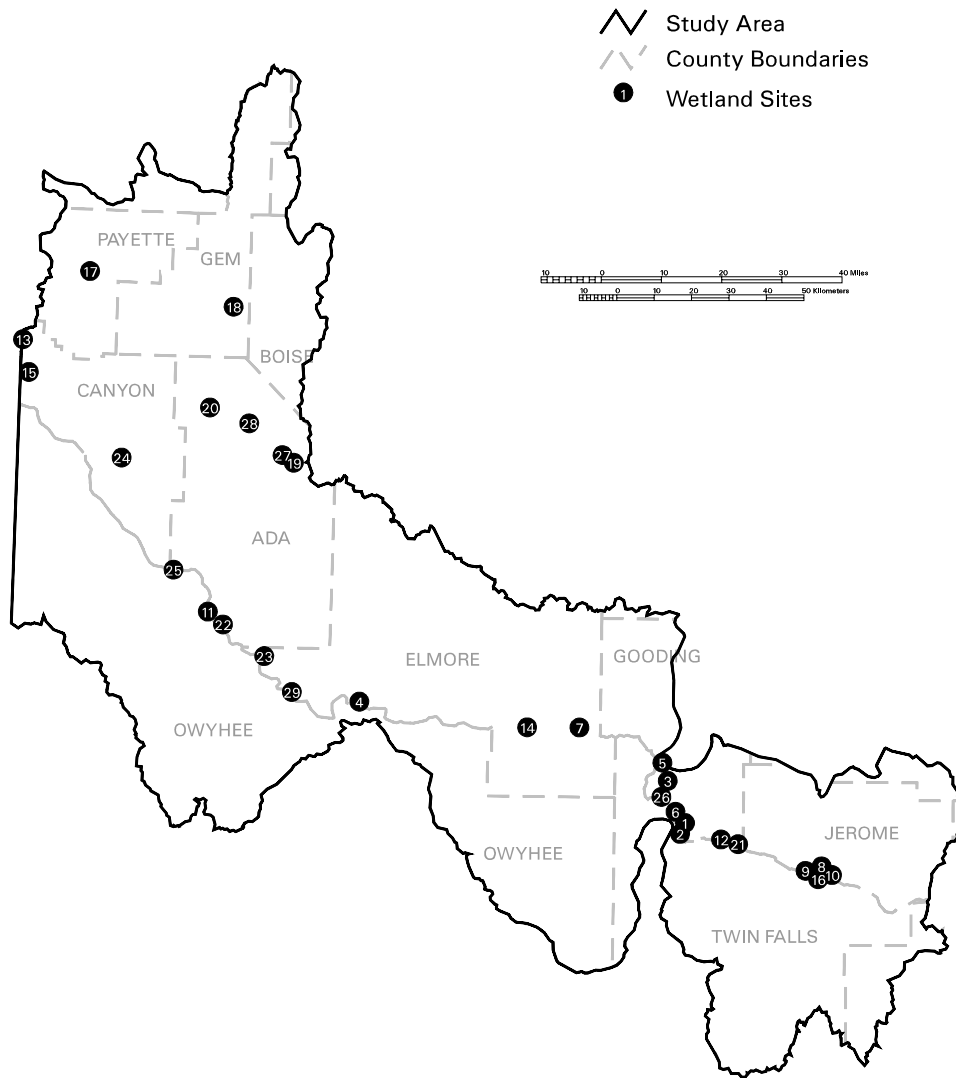 Study Area
County Boundaries
1 Wetland Sites
PAYETTE
GEM
17
10 0 10 20 30 40 Miles
10 0 10 20 30 40 50 Kilometers
18
13
BOISE
15
CANYON
20
28
24
27
19
ADA
25
11
22
23
ELMORE
GOODING
29
4
OWYHEE
14
7
5
3
26
6
1
2
JEROME
12
21
OWYHEE
8
9
10
16
TWIN FALLS